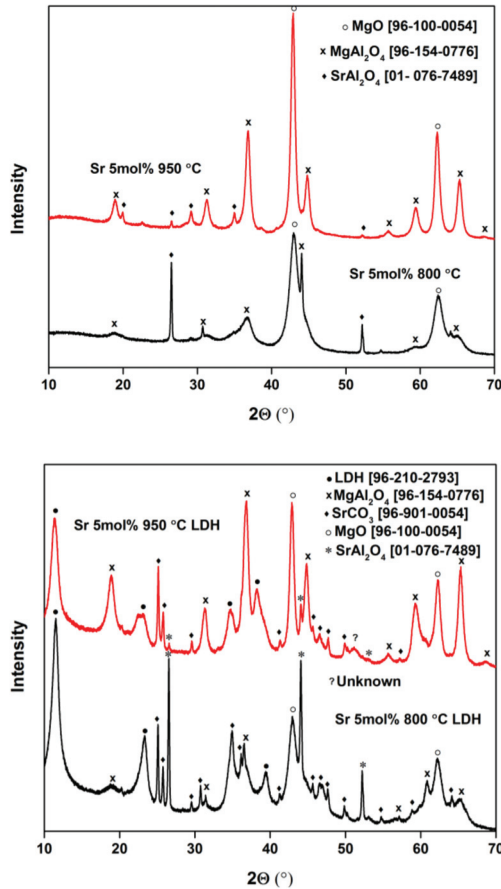 ○ MgO [96-100-0054]
x MgAl₂O₄ [96-154-0776]
♦ SrAl₂O₄ [01- 076-7489]
Sr 5mol% 950 °C
Sr 5mol% 800 °C
Intensity
10 20 30 40 50 60 70
2Θ (°)
● LDH [96-210-2793]
x MgAl₂O₄ [96-154-0776]
♦ SrCO₃ [96-901-0054]
○ MgO [96-100-0054]
* SrAl₂O₄ [01-076-7489]
Sr 5mol% 950 °C LDH
?
? Unknown
Sr 5mol% 800 °C LDH
Intensity
10 20 30 40 50 60 70
2Θ (°)